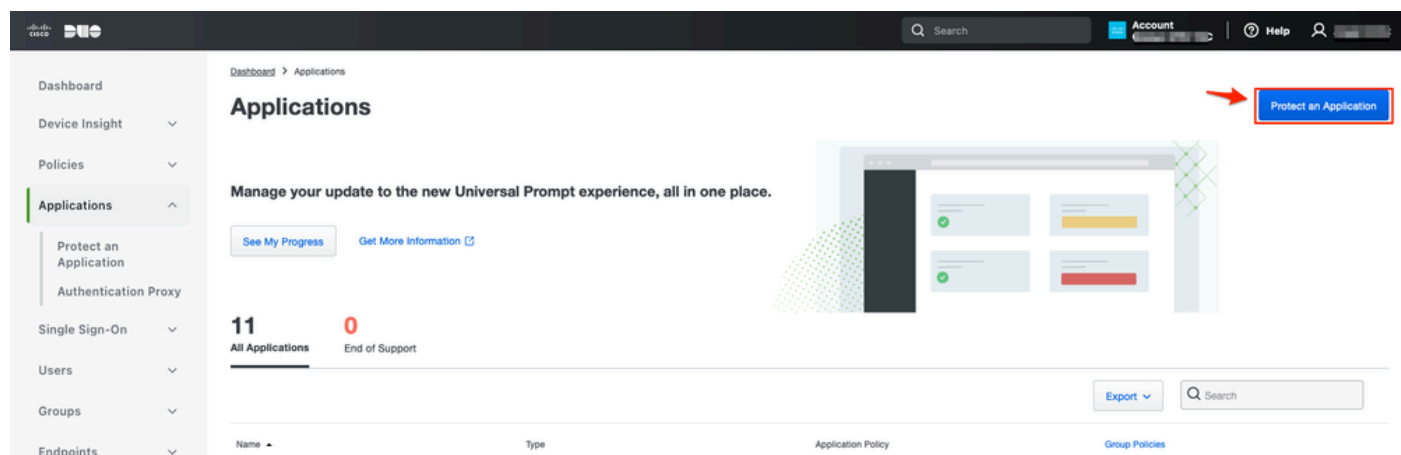 CISCO DUO
Search
Account
Help
Dashboard
Device Insight
Policies
Applications
Protect an
Application
Authentication Proxy
Single Sign-On
Users
Groups
Endpoints
Dashboard > Applications
Applications
Protect an Application
Manage your update to the new Universal Prompt experience, all in one place.
See My Progress
Get More Information
11
All Applications
0
End of Support
Export
Search
Name
Type
Application Policy
Group Policies